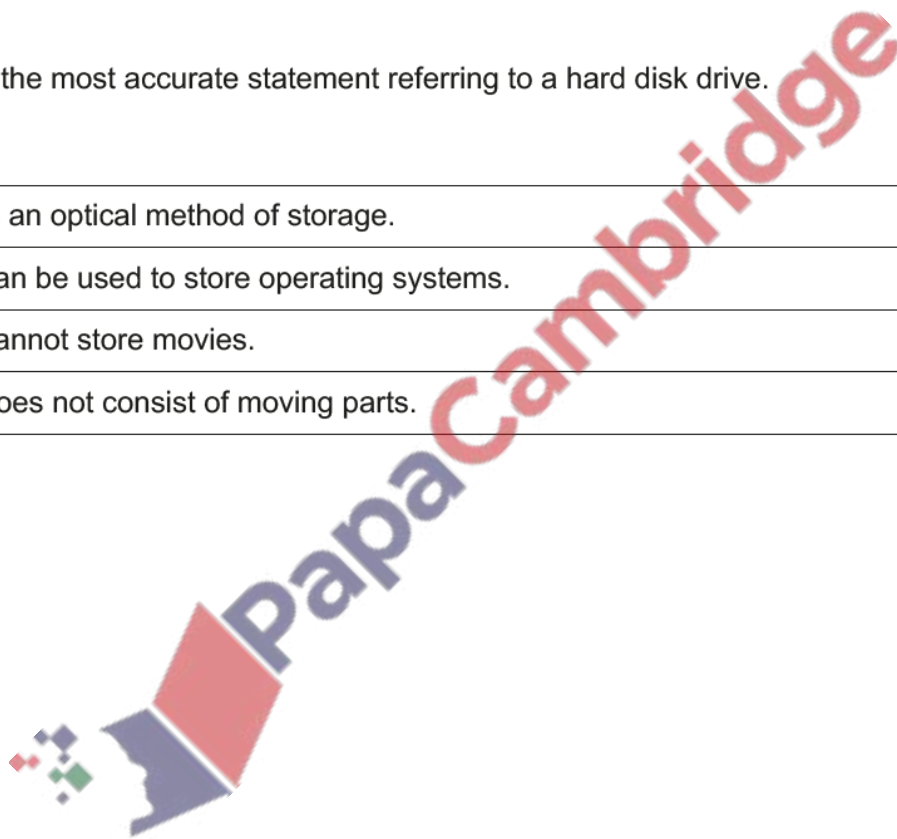 the most accurate statement referring to a hard disk drive.
an optical method of storage.
an be used to store operating systems.
annot store movies.
oes not consist of moving parts.
PapaCambridge